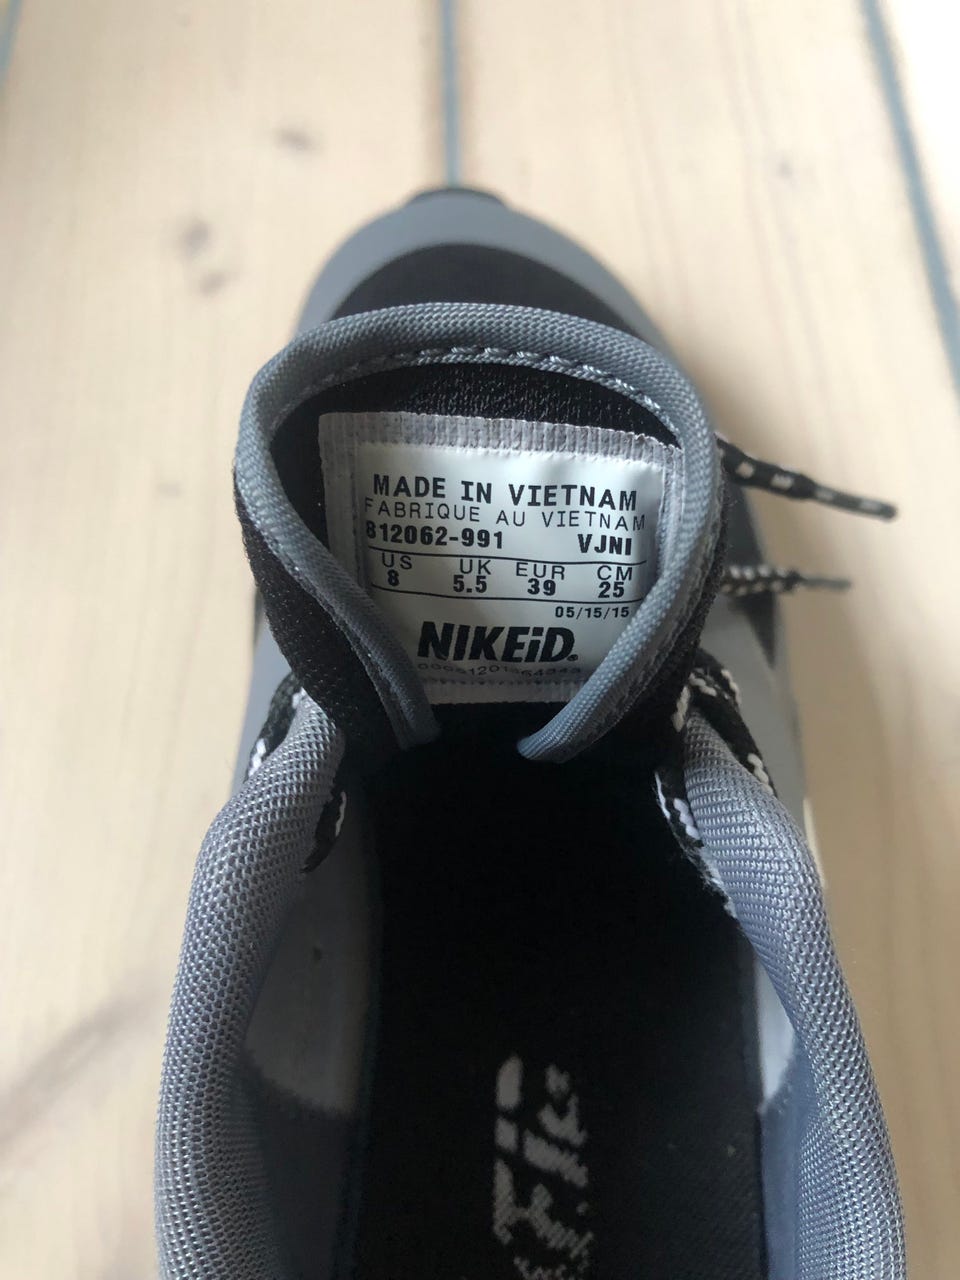 MADE IN VIETNAM
FABRIQUE AU VIETNAM
812062-991 VJNI
US UK EUR CM
8 5.5 39 25
05/15/15
NIKEiD.